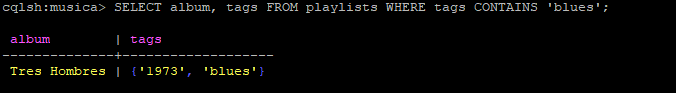 cqlsh:musica> SELECT album, tags FROM playlists WHERE tags CONTAINS 'blues';
album | tags
--------------+-------------------
Tres Hombres | {'1973', 'blues'}